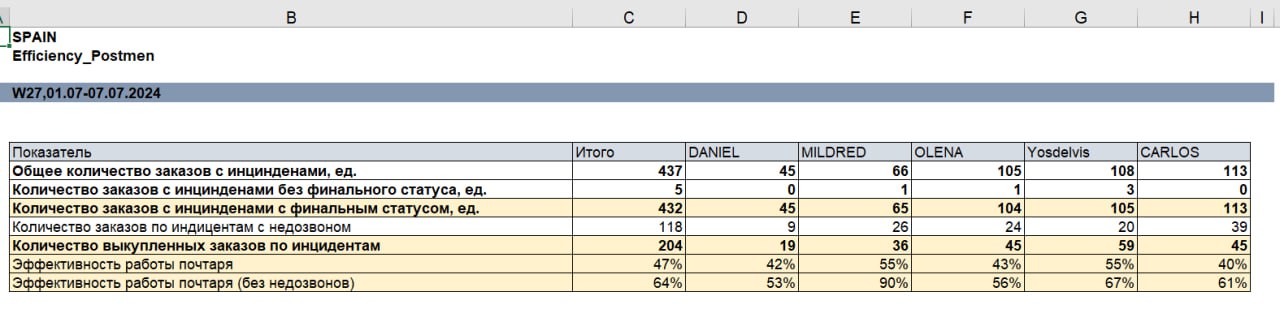 B C D E F G H I
SPAIN
Efficiency_Postmen
W27,01.07-07.07.2024
Показатель Итого DANIEL MILDRED OLENA Yosdelvis CARLOS
Общее количество заказов с инцинденами, ед. 437 45 66 105 108 113
Количество заказов с инцинденами без финального статуса, ед. 5 0 1 1 3 0
Количество заказов с инцинденами с финальным статусом, ед. 432 45 65 104 105 113
Количество заказов по индицентам с недозвоном 118 9 26 24 20 39
Количество выкупленных заказов по инцидентам 204 19 36 45 59 45
Эффективность работы почтаря 47% 42% 55% 43% 55% 40%
Эффективность работы почтаря (без недозвонов) 64% 53% 90% 56% 67% 61%